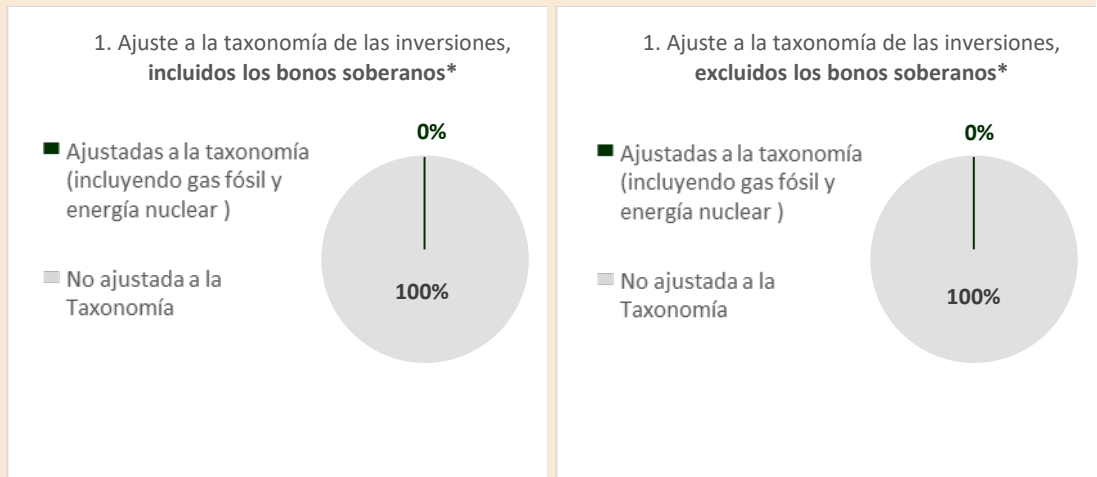 1. Ajuste a la taxonomía de las inversiones,
incluidos los bonos soberanos*
0%
Ajustadas a la taxonomía
(incluyendo gas fósil y
energía nuclear )
No ajustada a la
Taxonomía
100%
1. Ajuste a la taxonomía de las inversiones,
excluidos los bonos soberanos*
0%
Ajustadas a la taxonomía
(incluyendo gas fósil y
energía nuclear )
No ajustada a la
Taxonomía
100%